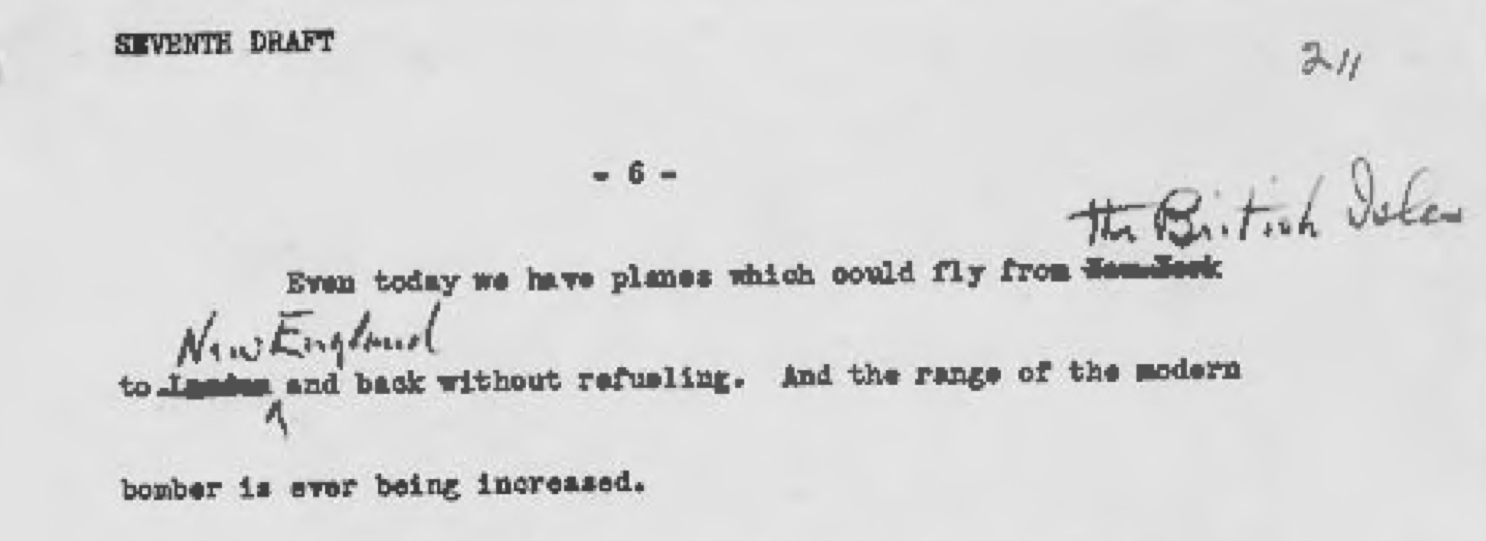 SEVENTH DRAFT
211
- 6 -
the British Isles
Even today we have planes which could fly from New York
New England
to London and back without refueling. And the range of the modern
bomber is ever being increased.